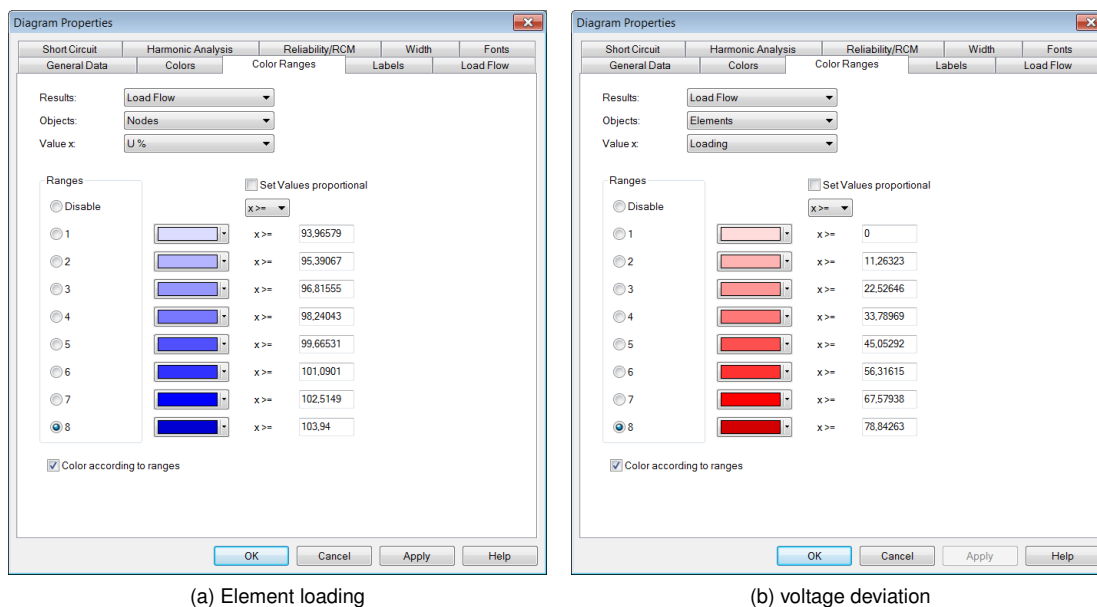 Diagram Properties
Short Circuit Harmonic Analysis Reliability/RCM Width Fonts
General Data Colors Color Ranges Labels Load Flow
Results: Load Flow
Objects: Nodes
Value x: U %
Ranges
Set Values proportional
Disable x >=
1 x >= 93,96579
2 x >= 95,39067
3 x >= 96,81555
4 x >= 98,24043
5 x >= 99,66531
6 x >= 101,0901
7 x >= 102,5149
8 x >= 103,94
Color according to ranges
OK Cancel Apply Help
(a) Element loading
Diagram Properties
Short Circuit Harmonic Analysis Reliability/RCM Width Fonts
General Data Colors Color Ranges Labels Load Flow
Results: Load Flow
Objects: Elements
Value x: Loading
Ranges
Set Values proportional
Disable x >=
1 x >= 0
2 x >= 11,26323
3 x >= 22,52646
4 x >= 33,78969
5 x >= 45,05292
6 x >= 56,31615
7 x >= 67,57938
8 x >= 78,84263
Color according to ranges
OK Cancel Apply Help
(b) voltage deviation